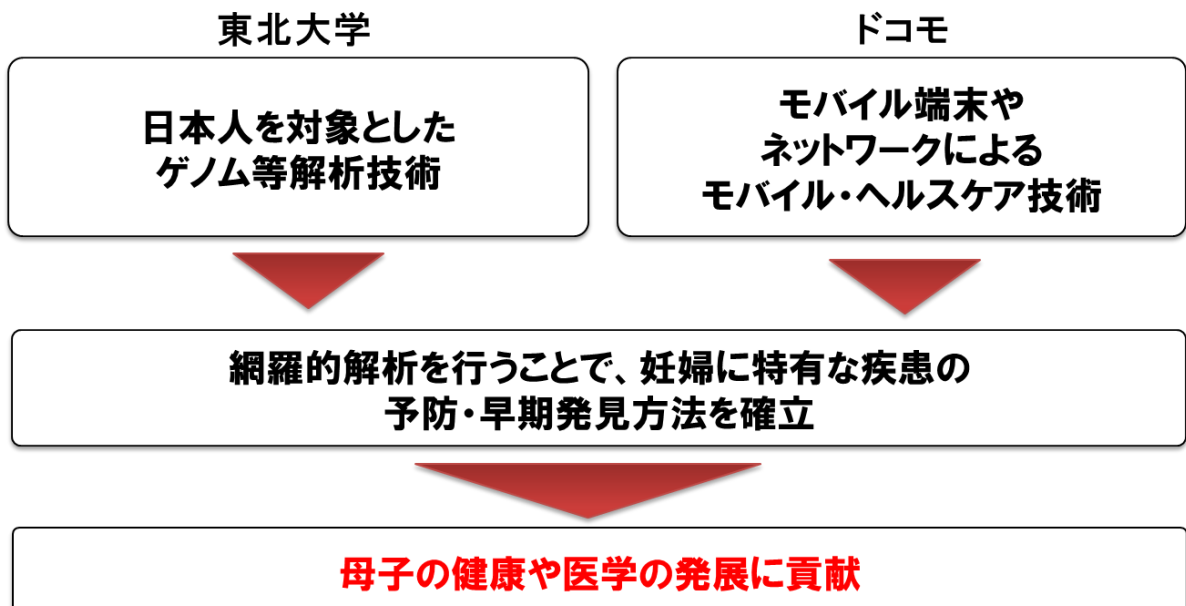 東北大学
ドコモ
日本人を対象とした
ゲノム等解析技術
モバイル端末や
ネットワークによる
モバイル・ヘルスケア技術
網羅的解析を行うことで、妊婦に特有な疾患の
予防・早期発見方法を確立
母子の健康や医学の発展に貢献